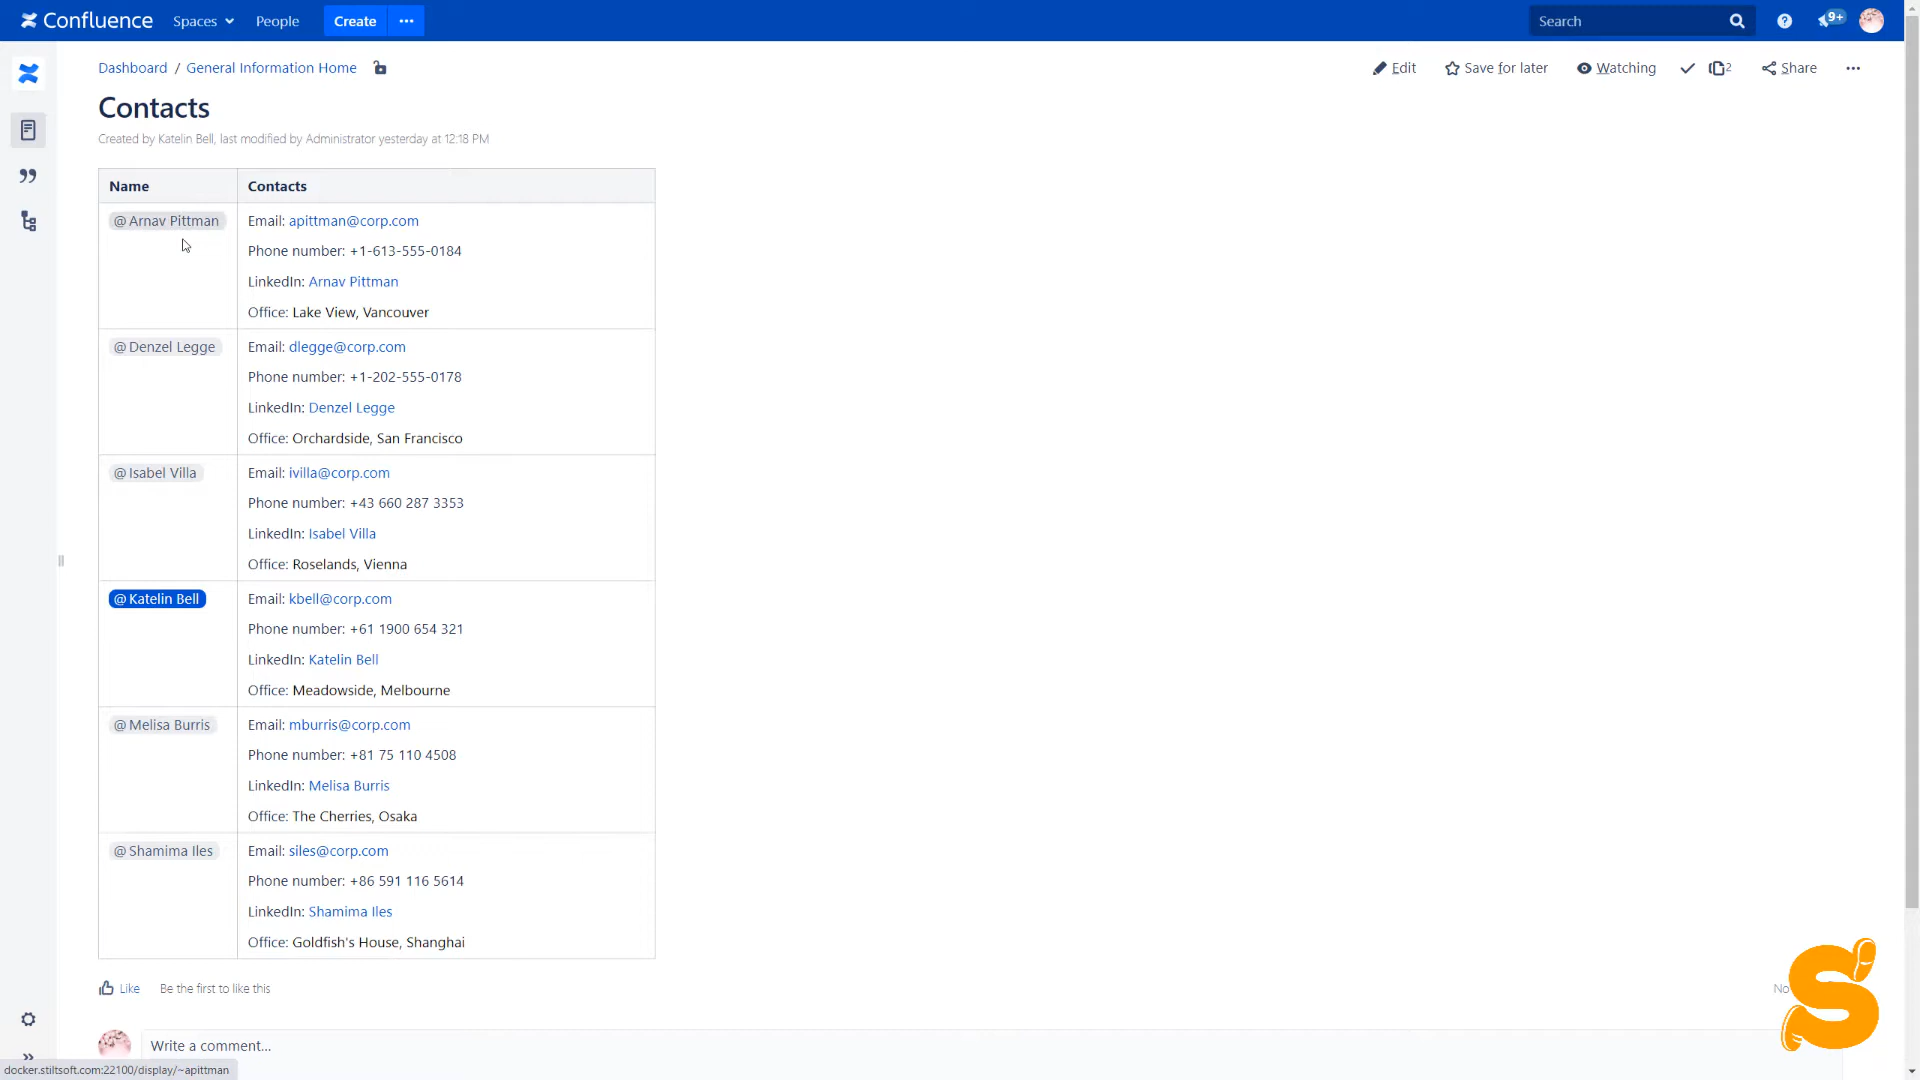 Confluence Spaces People Create ··· Search 9+
Dashboard / General Information Home Edit Save for later Watching 2 Share ···
Contacts
Created by Katelin Bell, last modified by Administrator yesterday at 12:18 PM
Name Contacts
@Arnav Pittman Email: apittman@corp.com
Phone number: +1-613-555-0184
LinkedIn: Arnav Pittman
Office: Lake View, Vancouver
@Denzel Legge Email: dlegge@corp.com
Phone number: +1-202-555-0178
LinkedIn: Denzel Legge
Office: Orchardside, San Francisco
@Isabel Villa Email: ivilla@corp.com
Phone number: +43 660 287 3353
LinkedIn: Isabel Villa
Office: Roselands, Vienna
@Katelin Bell Email: kbell@corp.com
Phone number: +61 1900 654 321
LinkedIn: Katelin Bell
Office: Meadowside, Melbourne
@Melisa Burris Email: mburris@corp.com
Phone number: +81 75 110 4508
LinkedIn: Melisa Burris
Office: The Cherries, Osaka
@Shamima Iles Email: siles@corp.com
Phone number: +86 591 116 5614
LinkedIn: Shamima Iles
Office: Goldfish's House, Shanghai
Like Be the first to like this No
Write a comment...
docker.stiltsoft.com:22100/display/~apittman